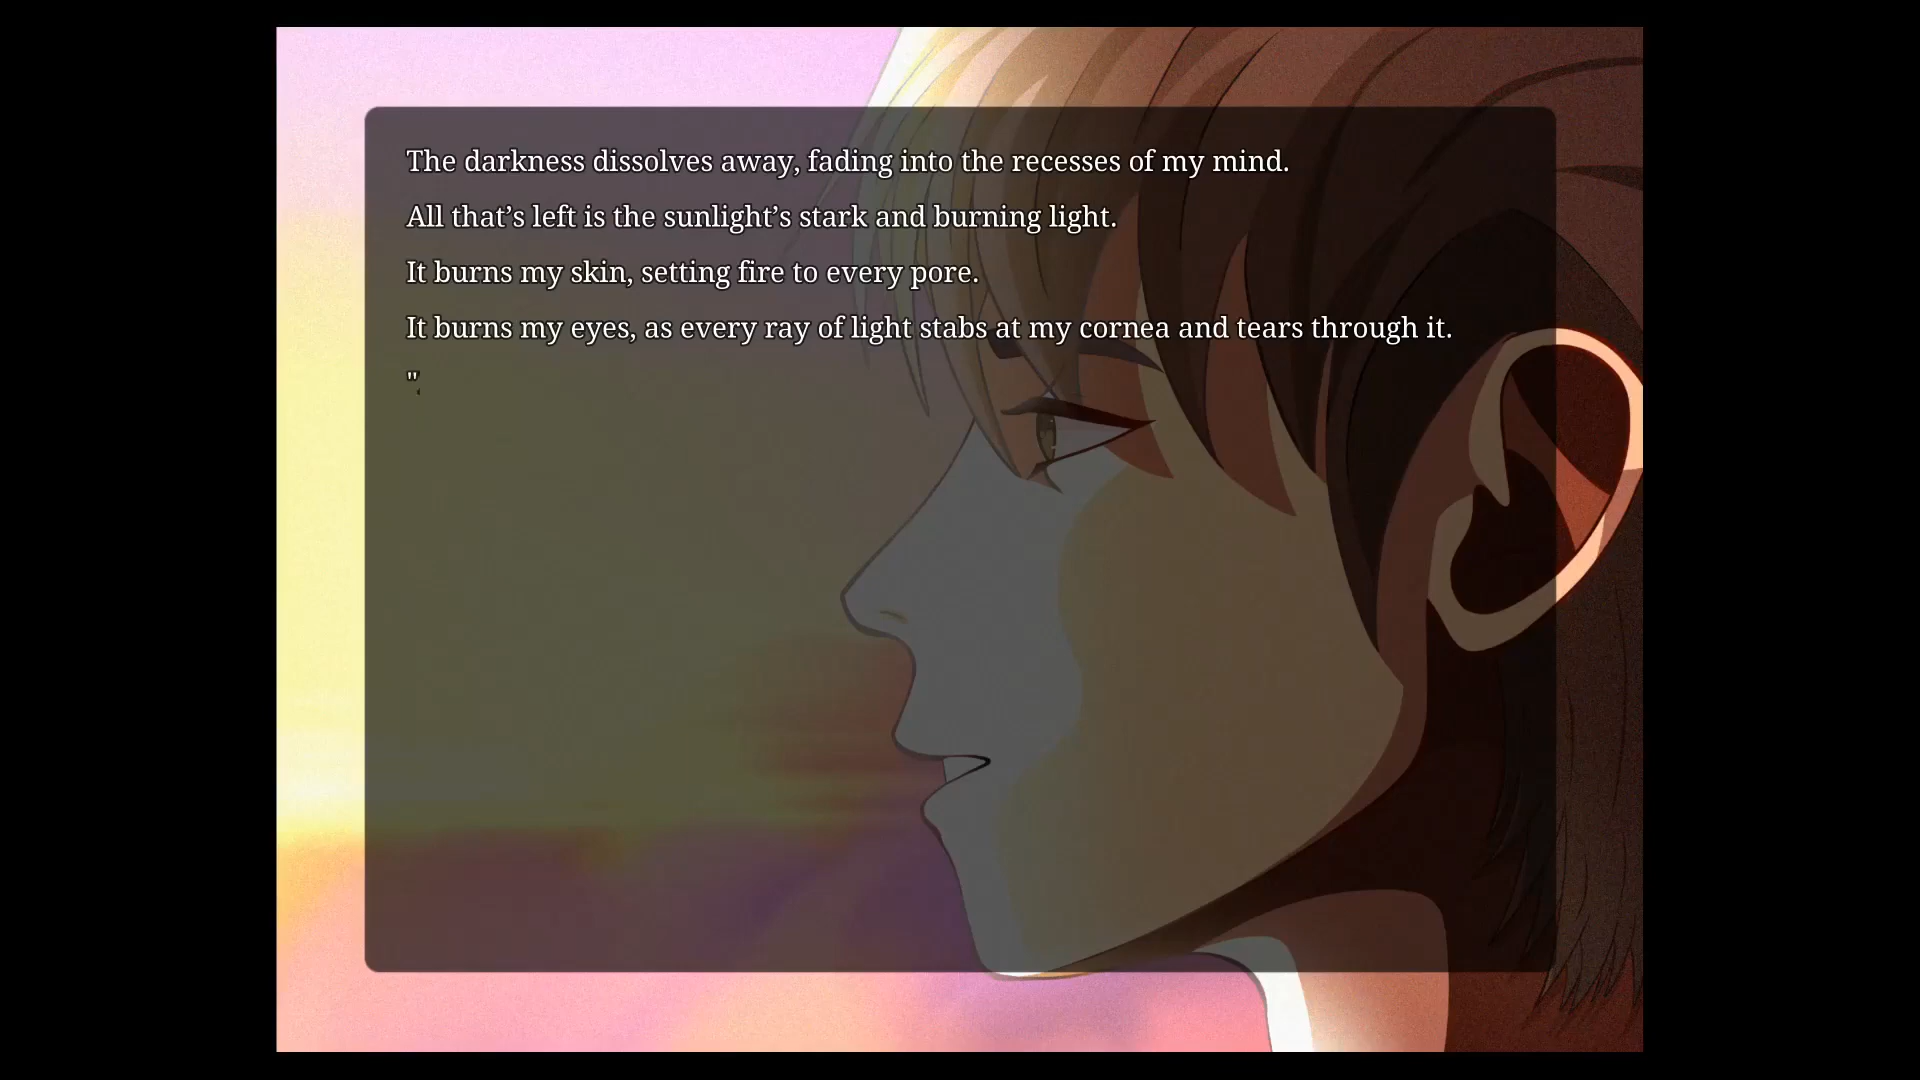 The darkness dissolves away, fading into the recesses of my mind.
All that’s left is the sunlight’s stark and burning light.
It burns my skin, setting fire to every pore.
It burns my eyes, as every ray of light stabs at my cornea and tears through it.
"